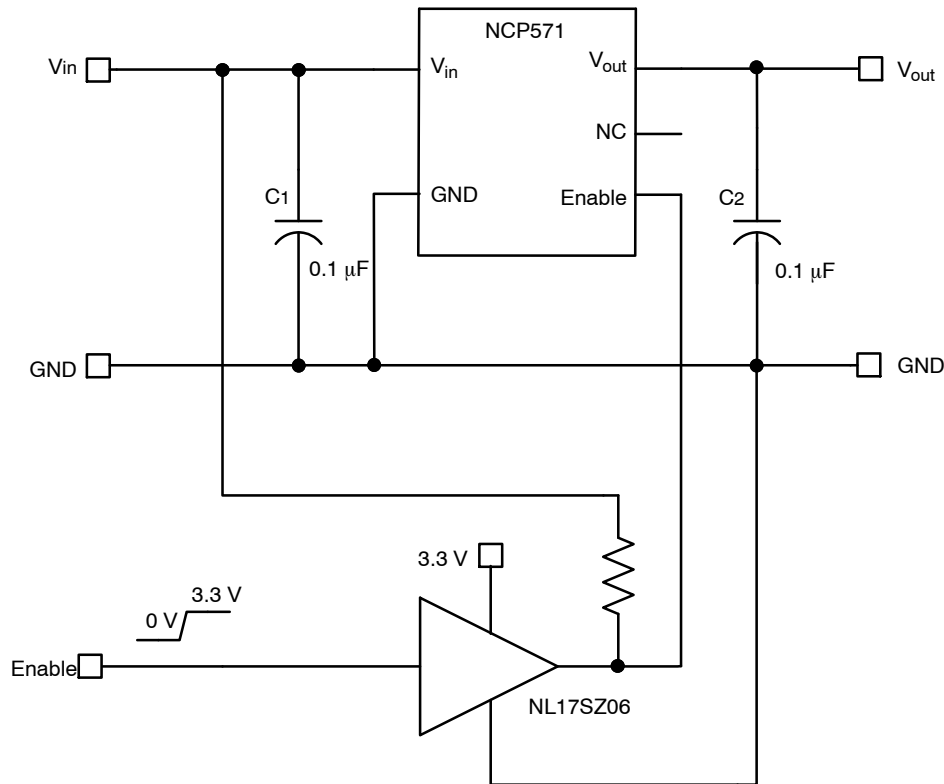 NCP571
Vin
Vin
Vout
Vout
NC
C1
GND
Enable
C2
0.1 μF
0.1 μF
GND
GND
3.3 V
3.3 V
0 V
Enable
NL17SZ06